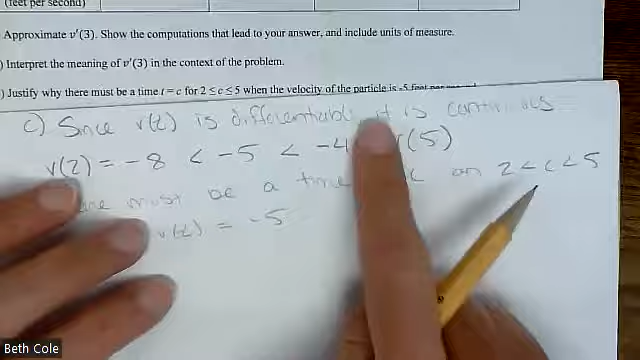 (feet per second)
Approximate v'(3). Show the computations that lead to your answer, and include units of measure.
) Interpret the meaning of v'(3) in the context of the problem.
) Justify why there must be a time t = c for 2 ≤ c ≤ 5 when the velocity of the particle is -5 feet per
c) Since v(t) is differentiable it is
v(2) = -8 < -5 < -4 v(5)
must be a time c on 2 < c < 5
v(c) = -5
Beth Cole